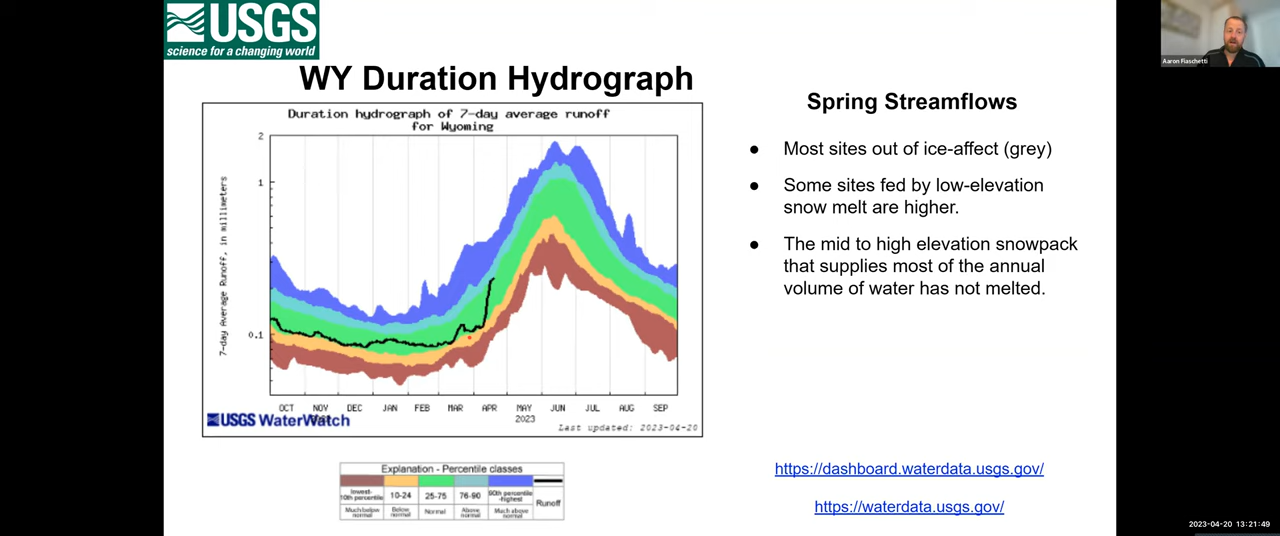 USGS
science for a changing world
WY Duration Hydrograph
Duration hydrograph of 7-day average runoff
for Wyoming
7-day Average Runoff, in millimeters
2
1
0.1
OCT NOV DEC JAN FEB MAR APR MAY JUN JUL AUG SEP
2023
USGS WaterWatch
Last updated: 2023-04-20
Explanation - Percentile classes
lowest-
10th percentile
10-24
25-75
76-90
90th percentile
-highest
Runoff
Much below
normal
Below
normal
Normal
Above
normal
Much above
normal
Spring Streamflows
● Most sites out of ice-affect (grey)
● Some sites fed by low-elevation
snow melt are higher.
● The mid to high elevation snowpack
that supplies most of the annual
volume of water has not melted.
https://dashboard.waterdata.usgs.gov/
https://waterdata.usgs.gov/
Aaron Fiaschetti
2023-04-20 13:21:49